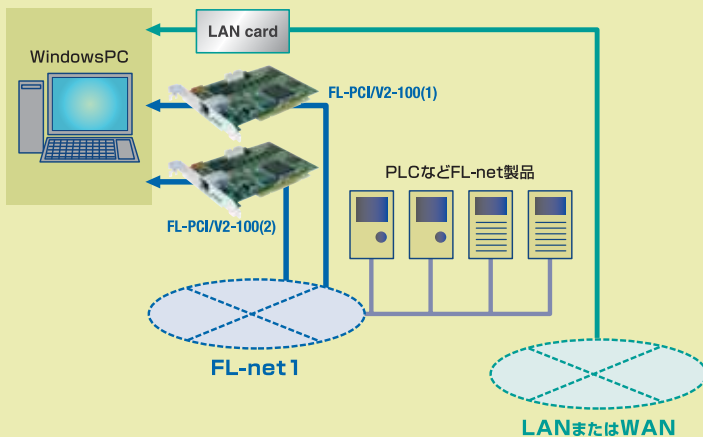 LAN card
WindowsPC
FL-PCI/V2-100(1)
PLCなどFL-net製品
FL-PCI/V2-100(2)
FL-net1
LANまたはWAN